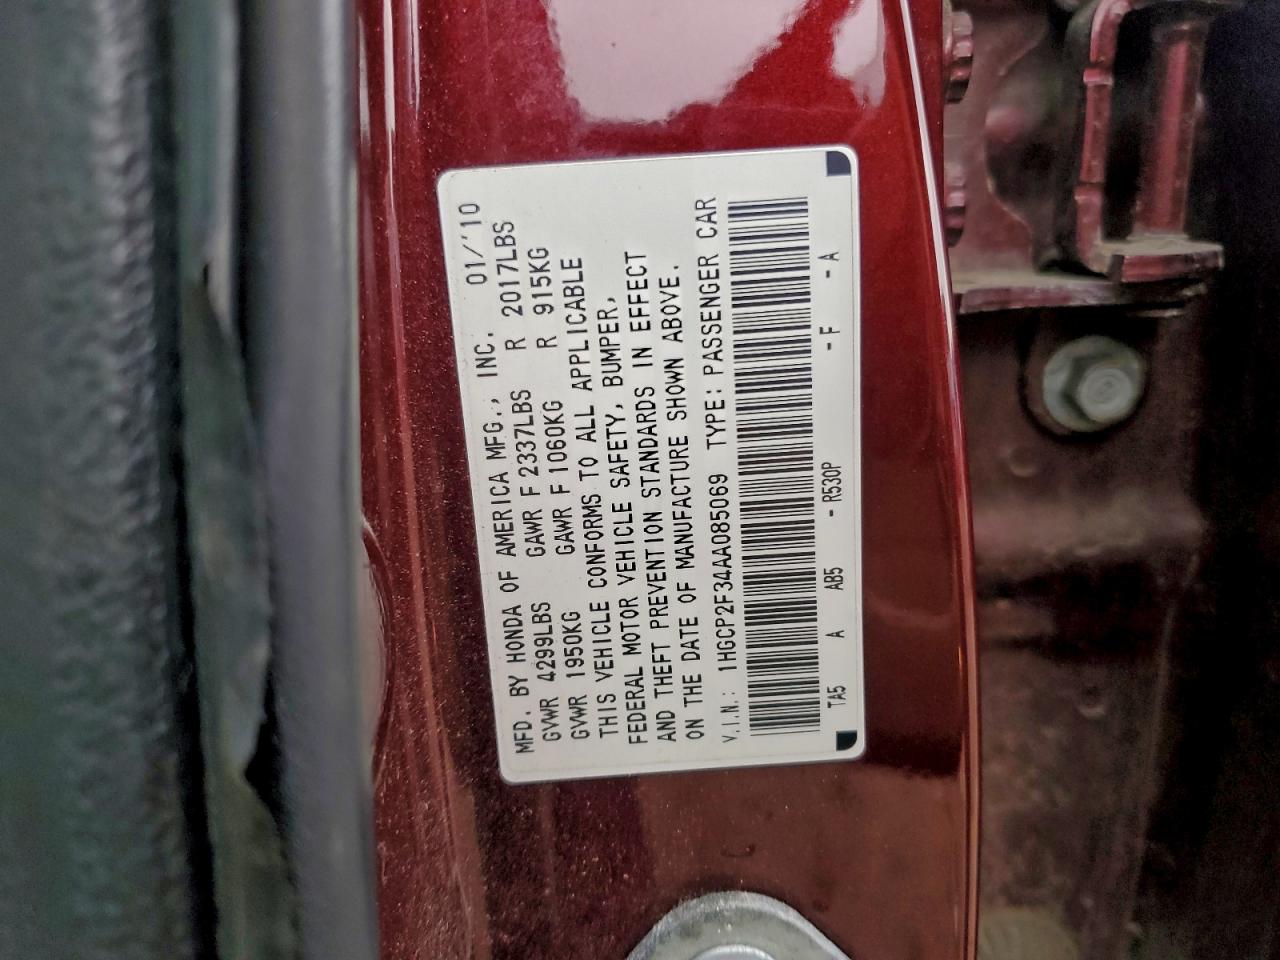 MFD. BY HONDA OF AMERICA MFG., INC. 01/'10
GVWR 4299LBS GAWR F 2337LBS R 2017LBS
GVWR 1950KG GAWR F 1060KG R 915KG
THIS VEHICLE CONFORMS TO ALL APPLICABLE
FEDERAL MOTOR VEHICLE SAFETY, BUMPER,
AND THEFT PREVENTION STANDARDS IN EFFECT
ON THE DATE OF MANUFACTURE SHOWN ABOVE.
V.I.N.: 1HGCP2F34AA085069 TYPE: PASSENGER CAR
TA5 A AB5 - R530P - F - A